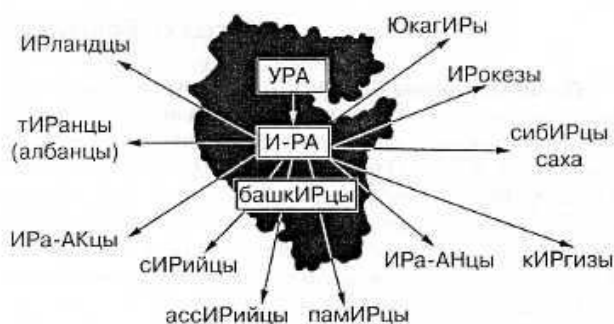 ЮкагИРы
ИРландцы
УРА
ИРокезы
тИРанцы
(албанцы)
И-РА
сибИРцы
саха
башкИРцы
ИРа-АКцы
сИРийцы
ИРа-АНцы
кИРгизы
ассИРийцы
памИРцы